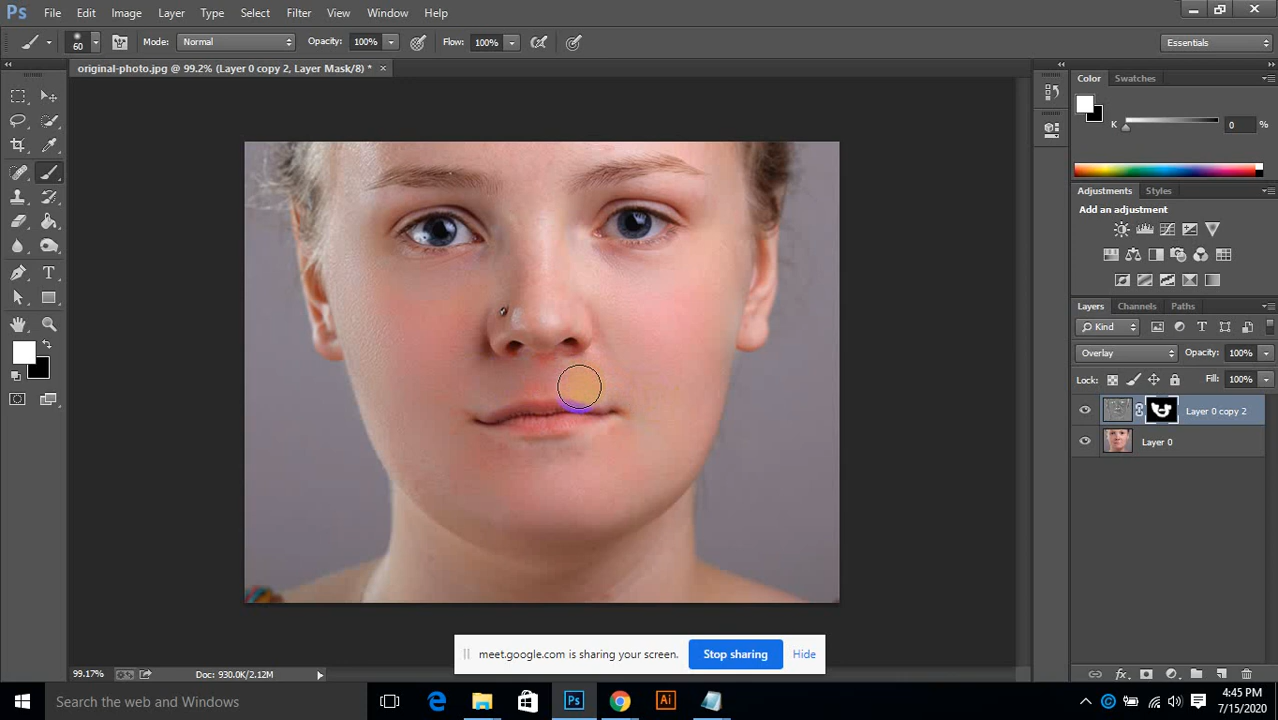 Ps File Edit Image Layer Type Select Filter View Window Help
60 Mode: Normal Opacity: 100% Flow: 100% Essentials
original-photo.jpg @ 99.2% (Layer 0 copy 2, Layer Mask/8) * ×
Color Swatches
K 0 %
Adjustments Styles
Add an adjustment
Layers Channels Paths
Kind
Overlay Opacity: 100%
Lock: Fill: 100%
Layer 0 copy 2
Layer 0
meet.google.com is sharing your screen. Stop sharing Hide
99.17% Doc: 930.0K/2.12M
Search the web and Windows Ps Ai 4:45 PM
7/15/2020